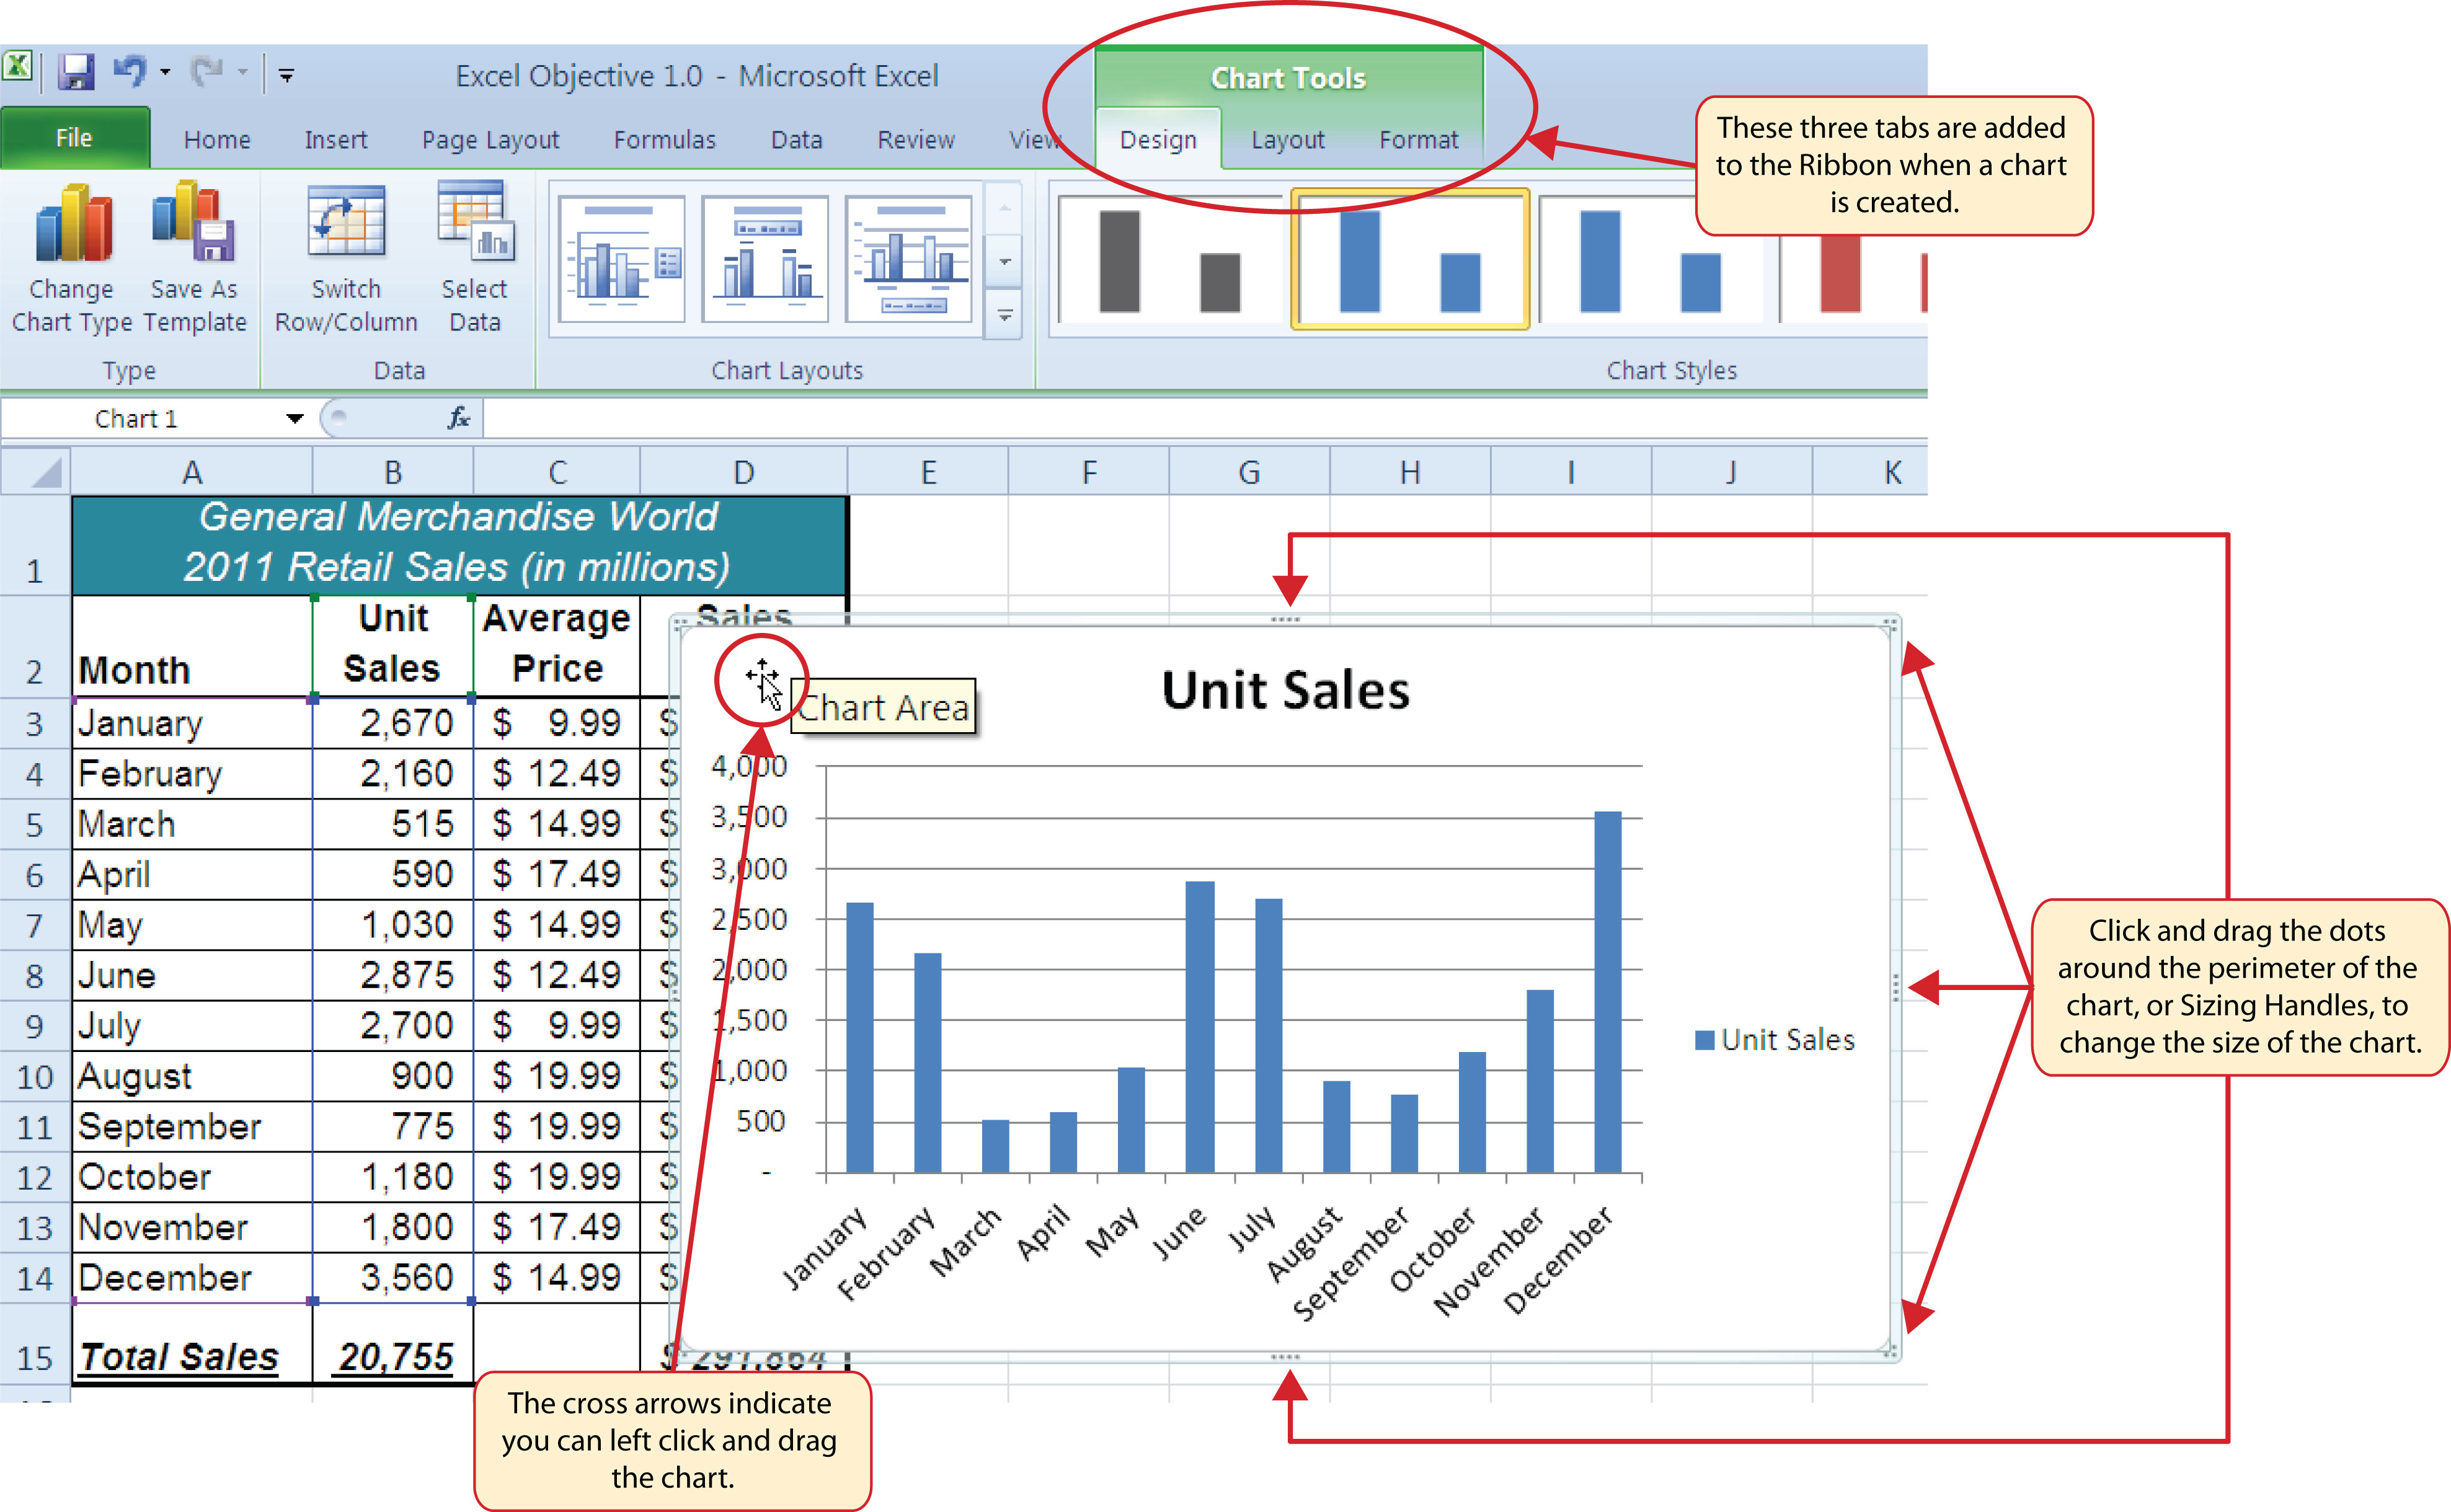 Excel Objective 1.0 - Microsoft Excel
Chart Tools
File Home Insert Page Layout Formulas Data Review View Design Layout Format
These three tabs are added
to the Ribbon when a chart
is created.
Change
Chart Type
Save As
Template
Switch
Row/Column
Select
Data
Type Data Chart Layouts Chart Styles
Chart 1 fx
A B C D E F G H I J K
1 General Merchandise World
2011 Retail Sales (in millions)
2 Month Unit Sales Average Price Sales
3 January 2,670 $ 9.99 $
4 February 2,160 $ 12.49 $
5 March 515 $ 14.99 $
6 April 590 $ 17.49 $
7 May 1,030 $ 14.99 $
8 June 2,875 $ 12.49 $
9 July 2,700 $ 9.99 $
10 August 900 $ 19.99 $
11 September 775 $ 19.99 $
12 October 1,180 $ 19.99 $
13 November 1,800 $ 17.49 $
14 December 3,560 $ 14.99 $
15 Total Sales 20,755 $ 297,864
Chart Area
Unit Sales
4,000
3,500
3,000
2,500
2,000
1,500
1,000
500
-
January February March April May June July August September October November December
Unit Sales
Click and drag the dots
around the perimeter of the
chart, or Sizing Handles, to
change the size of the chart.
The cross arrows indicate
you can left click and drag
the chart.